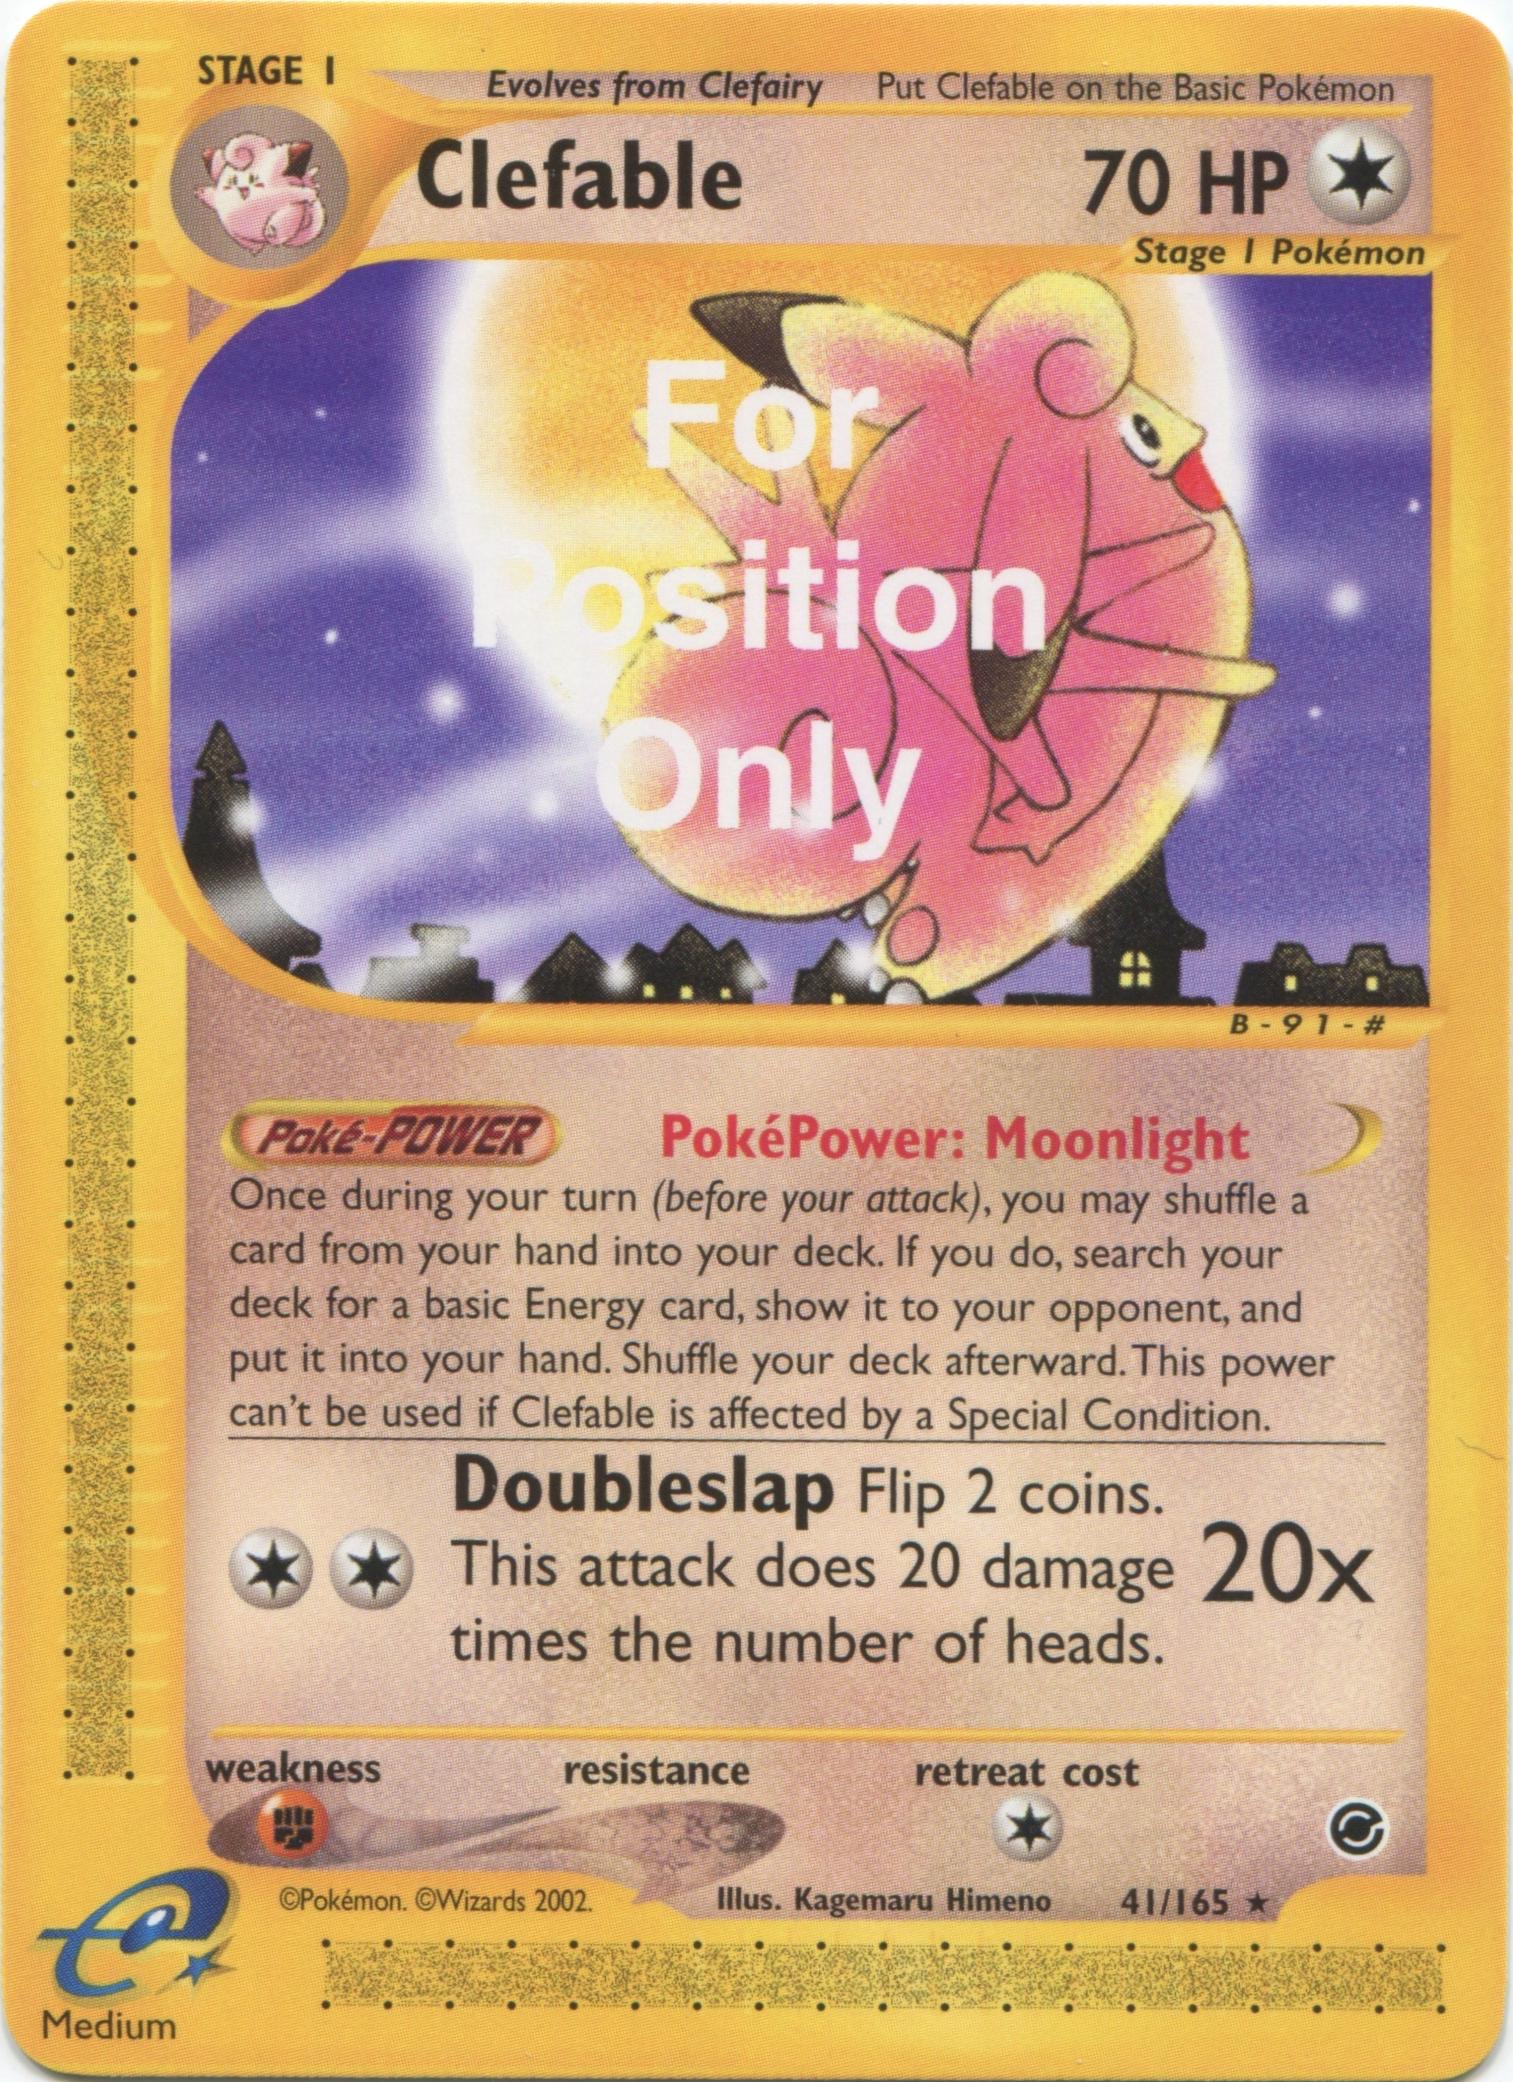 STAGE 1
Evolves from Clefairy Put Clefable on the Basic Pokémon
Clefable 70 HP
Stage 1 Pokémon
For
Position
Only
B - 9 1 - #
Poké-POWER PokéPower: Moonlight
Once during your turn (before your attack), you may shuffle a
card from your hand into your deck. If you do, search your
deck for a basic Energy card, show it to your opponent, and
put it into your hand. Shuffle your deck afterward. This power
can't be used if Clefable is affected by a Special Condition.
Doubleslap Flip 2 coins.
This attack does 20 damage 20x
times the number of heads.
weakness resistance retreat cost
©Pokémon. ©Wizards 2002. Illus. Kagemaru Himeno 41/165 ★
e
Medium